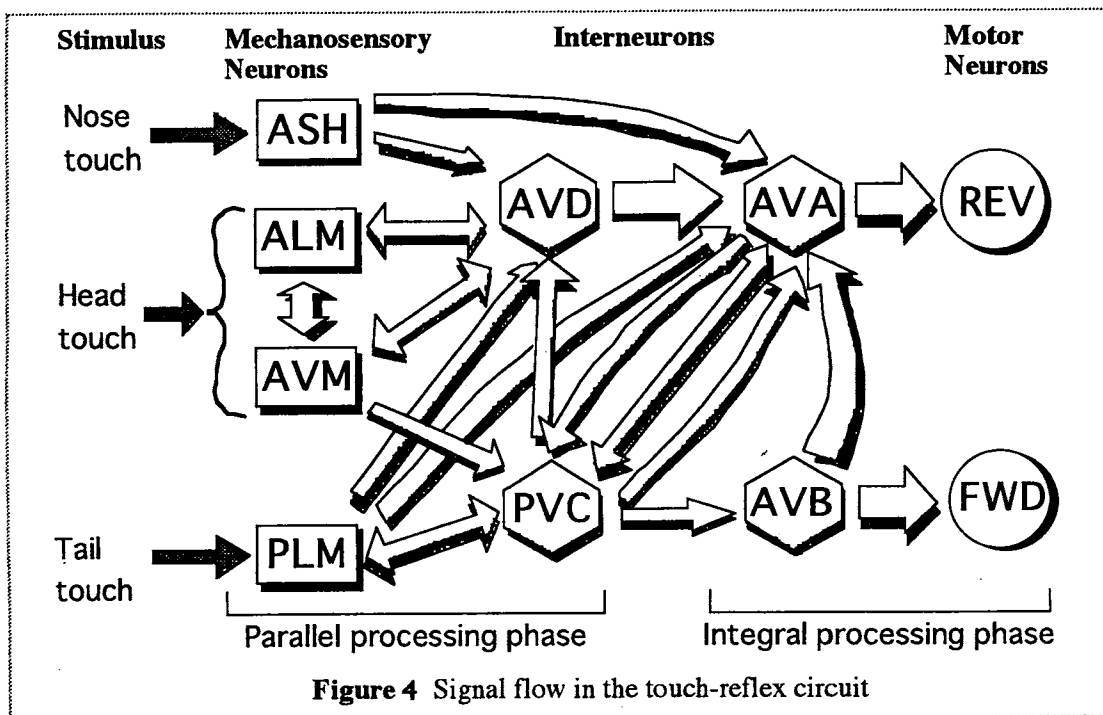 Stimulus
Mechanosensory
Neurons
Interneurons
Motor
Neurons
Nose
touch
ASH
AVD
AVA
REV
ALM
Head
touch
AVM
PVC
AVB
FWD
Tail
touch
PLM
Parallel processing phase
Integral processing phase
Figure 4 Signal flow in the touch-reflex circuit